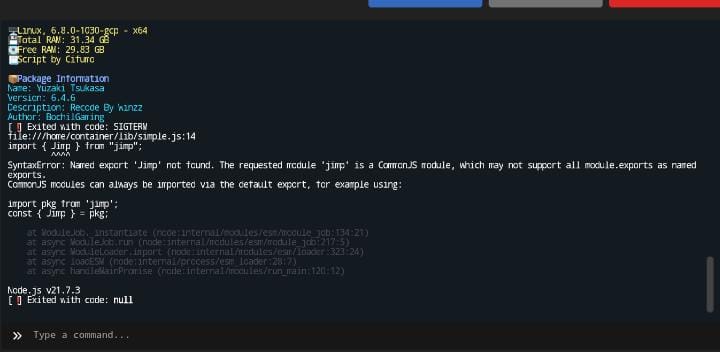 Linux, 6.8.0-1030-gcp - x64
Total RAM: 31.34 GB
Free RAM: 29.83 GB
Script by Cifumo
Package Information
Name: Yuzaki Tsukasa
Version: 6.4.6
Description: Recode By Winzz
Author: BochilGaming
[ ] Exited with code: SIGTERM
file:///home/container/lib/simple.js:14
import { Jimp } from "jimp";
^^^^
SyntaxError: Named export 'Jimp' not found. The requested module 'jimp' is a CommonJS module, which may not support all module.exports as named
exports.
CommonJS modules can always be imported via the default export, for example using:
import pkg from 'jimp';
const { Jimp } = pkg;
at ModuleJob._instantiate (node:internal/modules/esm/module_job:134:21)
at async ModuleJob.run (node:internal/modules/esm/module_job:217:5)
at async ModuleLoader.import (node:internal/modules/esm/loader:323:24)
at async loadESM (node:internal/process/esm_loader:28:7)
at async handleMainPromise (node:internal/modules/run_main:120:12)
Node.js v21.7.3
[ ] Exited with code: null
» Type a command...